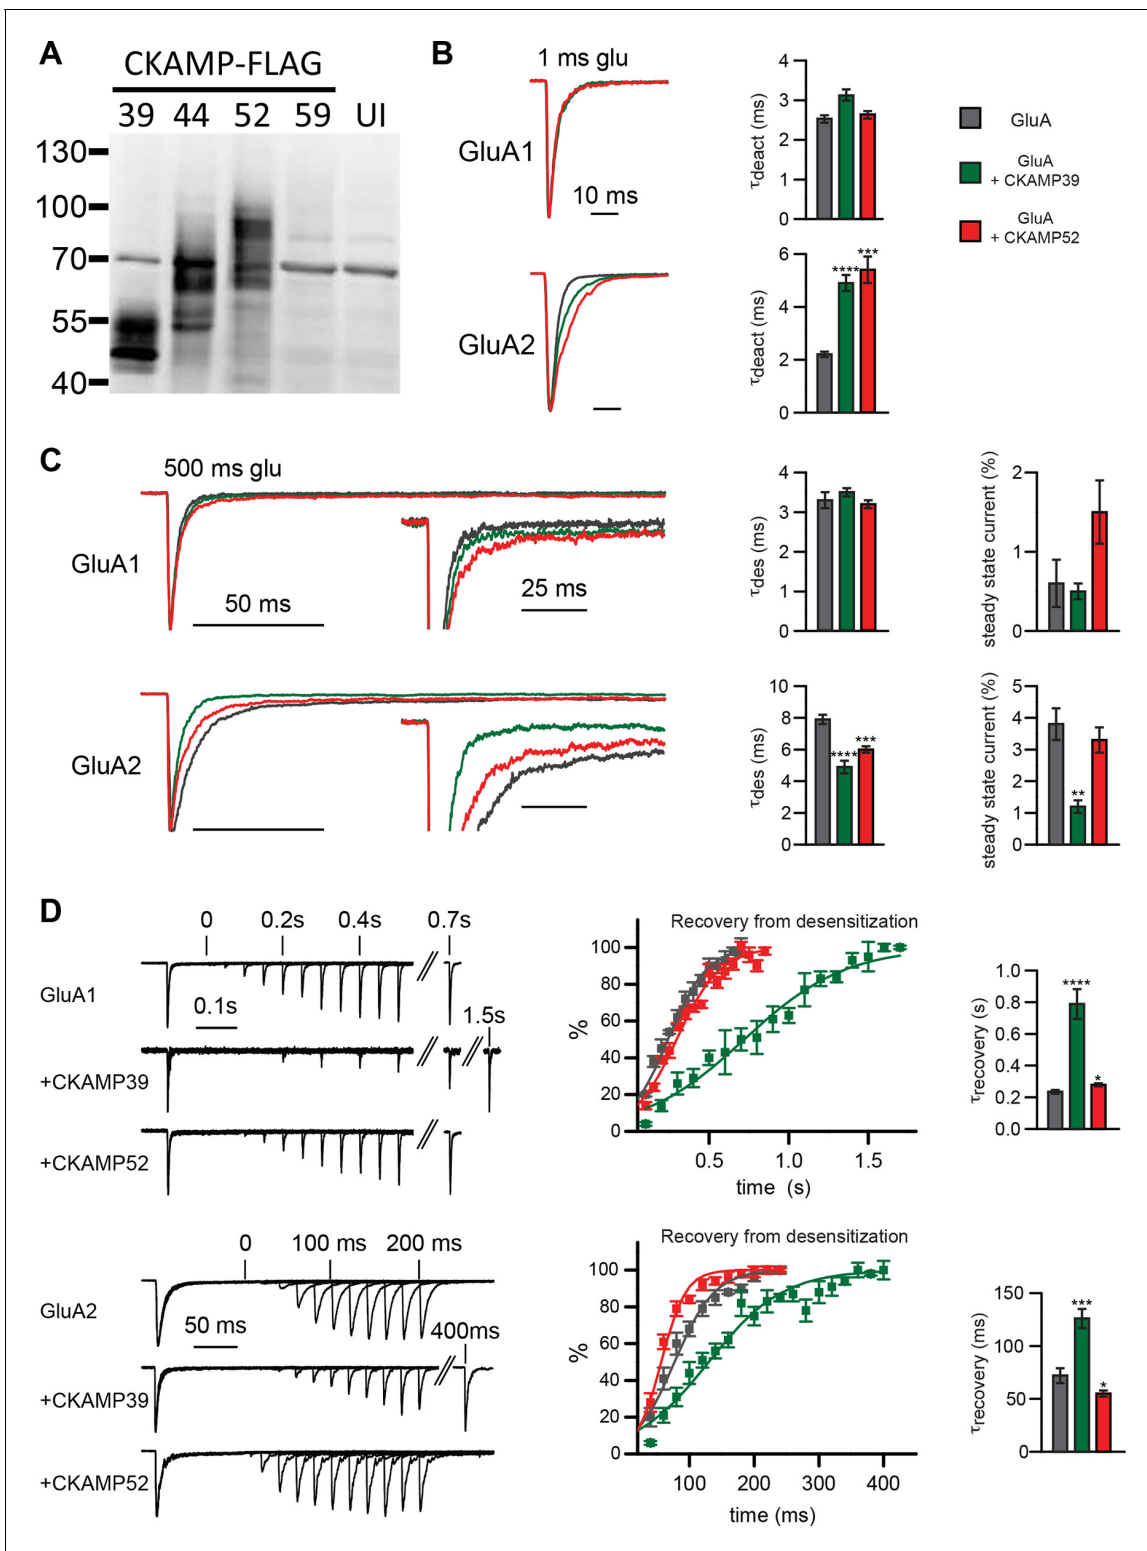 A
CKAMP-FLAG
39 44 52 59 UI
130
100
70
55
40
B
1 ms glu
GluA1
10 ms
GluA2
4
3
2
1
0
τdeact (ms)
6
4
2
0
τdeact (ms)
**** ***
GluA
GluA
+ CKAMP39
GluA
+ CKAMP52
C
500 ms glu
GluA1
50 ms
25 ms
GluA2
4
3
2
1
0
τdes (ms)
2
1
0
steady state current (%)
10
8
6
4
2
0
τdes (ms)
**** ***
5
4
3
2
1
0
steady state current (%)
**
D
0 0.2s 0.4s 0.7s
GluA1
0.1s
1.5s
+CKAMP39
+CKAMP52
Recovery from desensitization
100
80
60
40
20
0
%
0.5 1.0 1.5
time (s)
1.0
0.8
0.6
0.4
0.2
0.0
τrecovery (s)
**** *
0 100 ms 200 ms
GluA2
50 ms
400ms
+CKAMP39
+CKAMP52
Recovery from desensitization
100
80
60
40
20
0
%
100 200 300 400
time (ms)
150
100
50
0
τrecovery (ms)
*** *